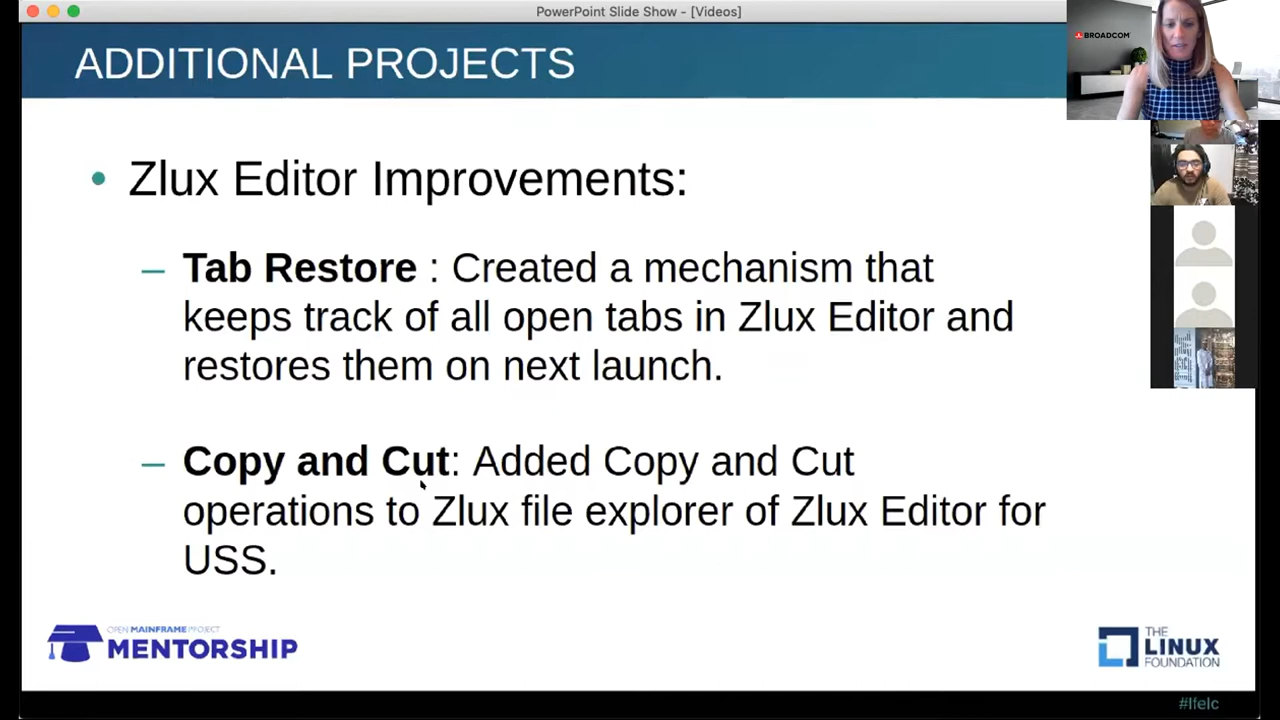 PowerPoint Slide Show - [Videos]
ADDITIONAL PROJECTS
BROADCOM
• Zlux Editor Improvements:
– Tab Restore : Created a mechanism that
keeps track of all open tabs in Zlux Editor and
restores them on next launch.
– Copy and Cut: Added Copy and Cut
operations to Zlux file explorer of Zlux Editor for
USS.
OPEN MAINFRAME PROJECT
MENTORSHIP
THE
LINUX
FOUNDATION
#lfelc